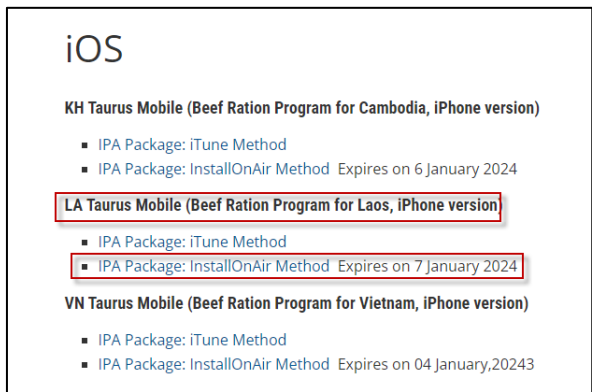 iOS
KH Taurus Mobile (Beef Ration Program for Cambodia, iPhone version)
IPA Package: iTune Method
IPA Package: InstallOnAir Method Expires on 6 January 2024
LA Taurus Mobile (Beef Ration Program for Laos, iPhone version)
IPA Package: iTune Method
IPA Package: InstallOnAir Method Expires on 7 January 2024
VN Taurus Mobile (Beef Ration Program for Vietnam, iPhone version)
IPA Package: iTune Method
IPA Package: InstallOnAir Method Expires on 04 January,20243